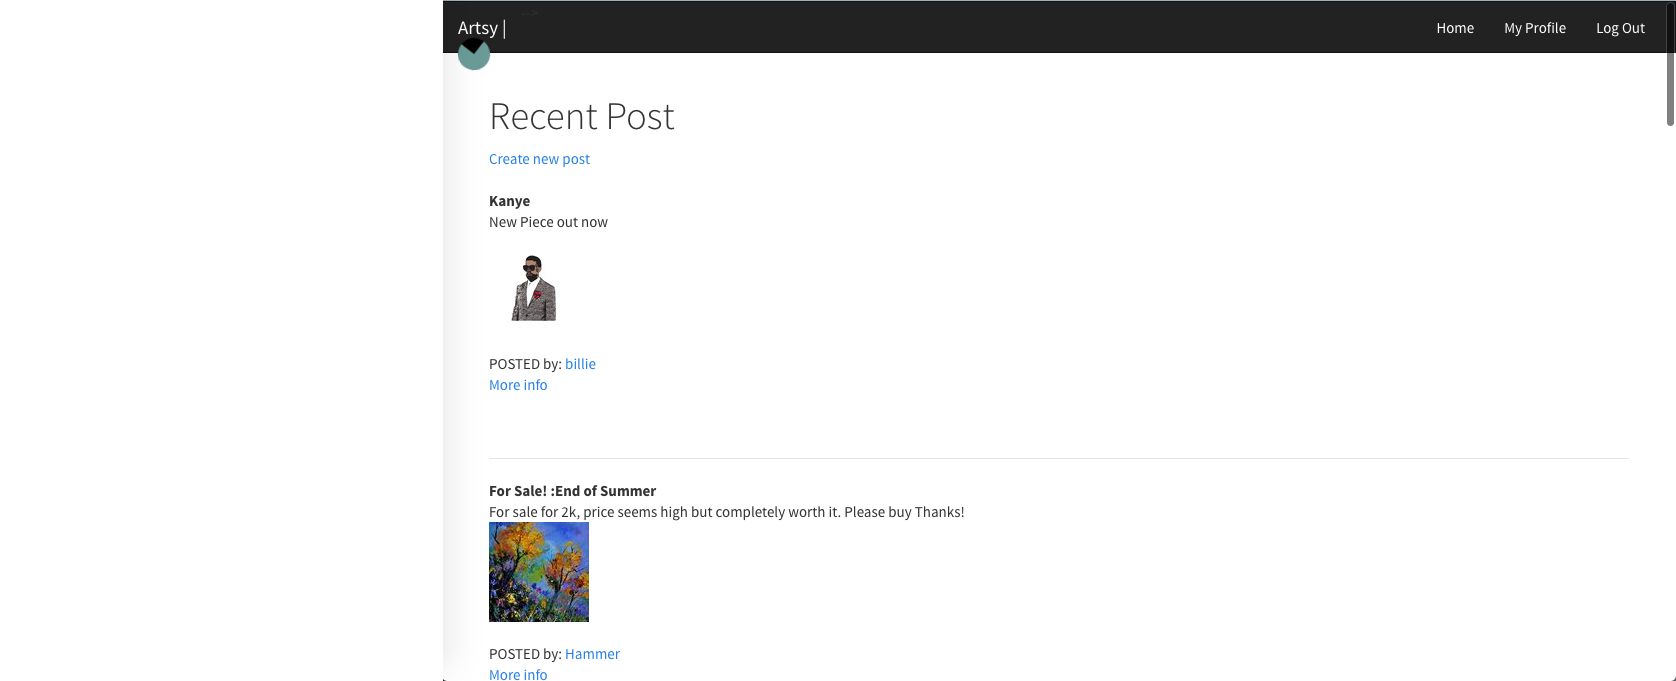 Artsy |
Home My Profile Log Out
Recent Post
Create new post
Kanye
New Piece out now
POSTED by: billie
More info
For Sale! :End of Summer
For sale for 2k, price seems high but completely worth it. Please buy Thanks!
POSTED by: Hammer
More info